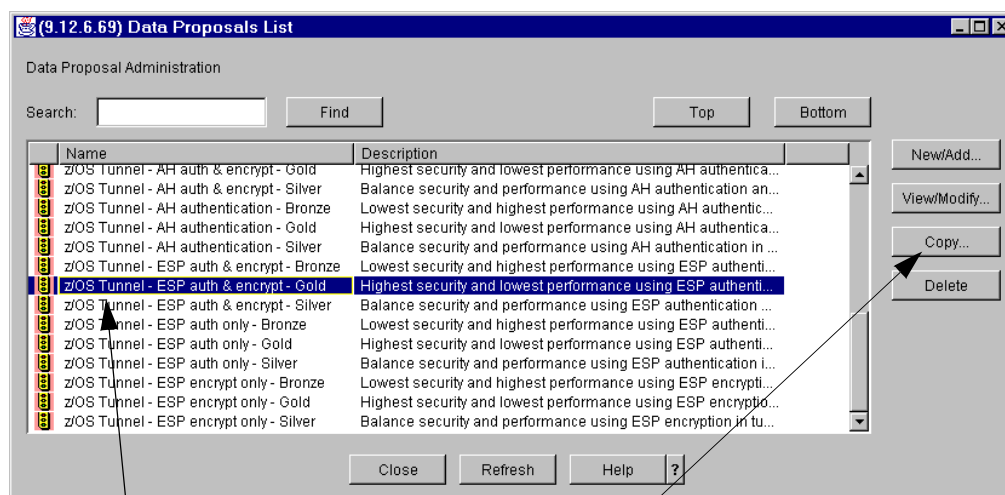 (9.12.6.69) Data Proposals List
Data Proposal Administration
Search: Find Top Bottom
Name Description
z/OS Tunnel - AH auth & encrypt - Gold Highest security and lowest performance using AH authentica...
z/OS Tunnel - AH auth & encrypt - Silver Balance security and performance using AH authentication an...
z/OS Tunnel - AH authentication - Bronze Lowest security and highest performance using AH authentic...
z/OS Tunnel - AH authentication - Gold Highest security and lowest performance using AH authentica...
z/OS Tunnel - AH authentication - Silver Balance security and performance using AH authentication in ...
z/OS Tunnel - ESP auth & encrypt - Bronze Lowest security and highest performance using ESP authenti...
z/OS Tunnel - ESP auth & encrypt - Gold Highest security and lowest performance using ESP authenti...
z/OS Tunnel - ESP auth & encrypt - Silver Balance security and performance using ESP authentication ...
z/OS Tunnel - ESP auth only - Bronze Lowest security and highest performance using ESP authenti...
z/OS Tunnel - ESP auth only - Gold Highest security and lowest performance using ESP authenti...
z/OS Tunnel - ESP auth only - Silver Balance security and performance using ESP authentication i...
z/OS Tunnel - ESP encrypt only - Bronze Lowest security and highest performance using ESP encrypti...
z/OS Tunnel - ESP encrypt only - Gold Highest security and lowest performance using ESP encryptio...
z/OS Tunnel - ESP encrypt only - Silver Balance security and performance using ESP encryption in tu...
New/Add...
View/Modify...
Copy...
Delete
Close Refresh Help ?